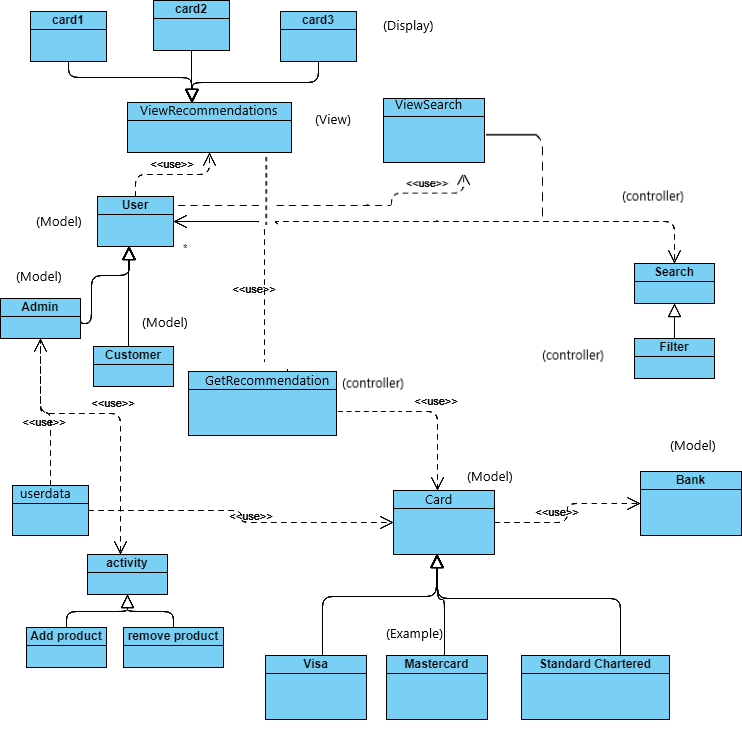 card1
card2
card3
(Display)
ViewRecommendations
(View)
ViewSearch
<<use>>
<<use>>
User
(Model)
*
(controller)
Search
(Model)
Admin
(Model)
Customer
<<use>>
Filter
(controller)
GetRecommendation
(controller)
<<use>>
<<use>>
<<use>>
(Model)
(Model)
userdata
Card
Bank
<<use>>
<<use>>
activity
Add product
remove product
(Example)
Visa
Mastercard
Standard Chartered